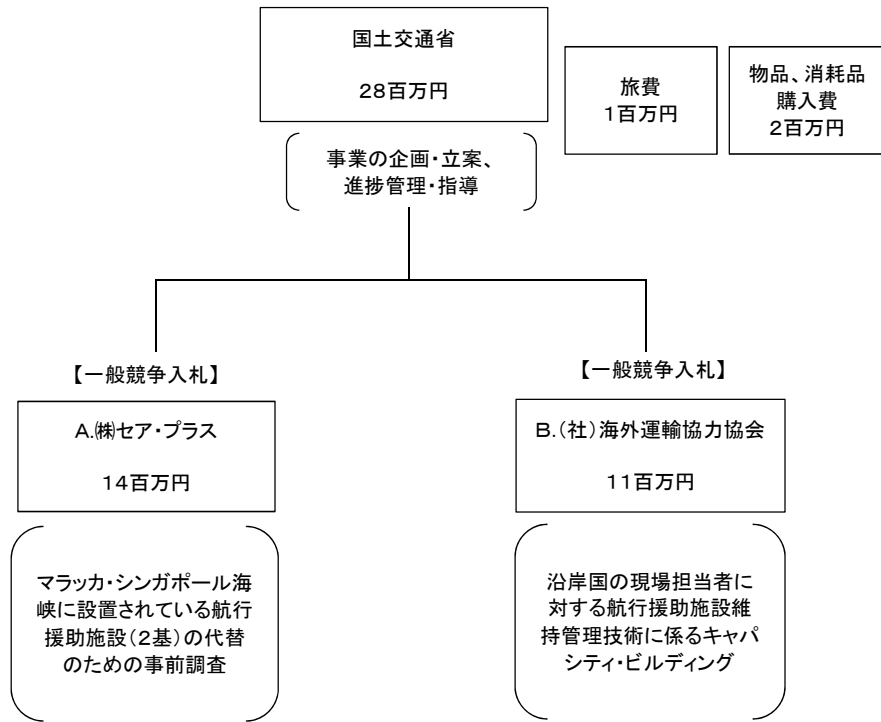 国土交通省
28百万円
旅費
1百万円
物品、消耗品
購入費
2百万円
事業の企画・立案、
進捗管理・指導
【一般競争入札】
A.㈱セア・プラス
14百万円
マラッカ・シンガポール海
峡に設置されている航行
援助施設(2基)の代替
のための事前調査
【一般競争入札】
B.(社)海外運輸協力協会
11百万円
沿岸国の現場担当者に
対する航行援助施設維
持管理技術に係るキャパ
シティ・ビルディング